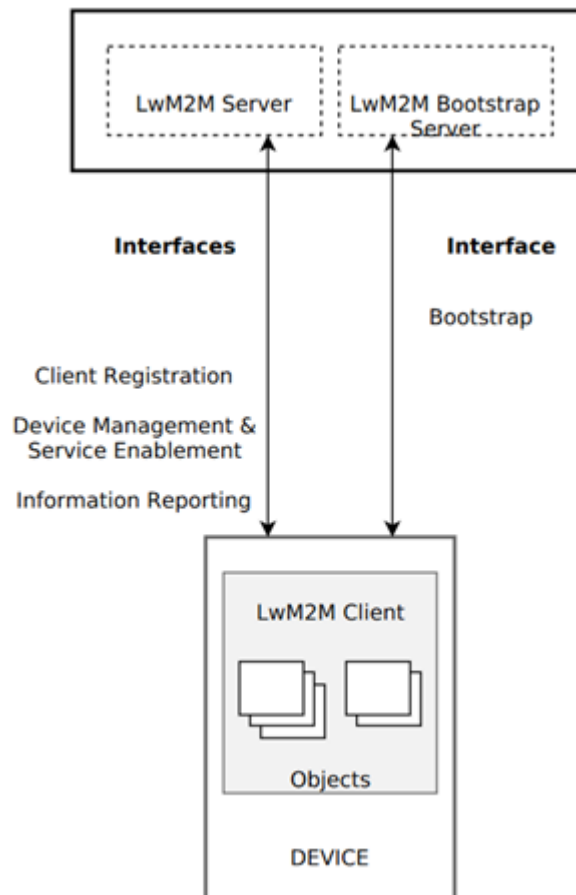 LwM2M Server
LwM2M Bootstrap
Server
Interfaces
Interface
Bootstrap
Client Registration
Device Management &
Service Enablement
Information Reporting
LwM2M Client
Objects
DEVICE